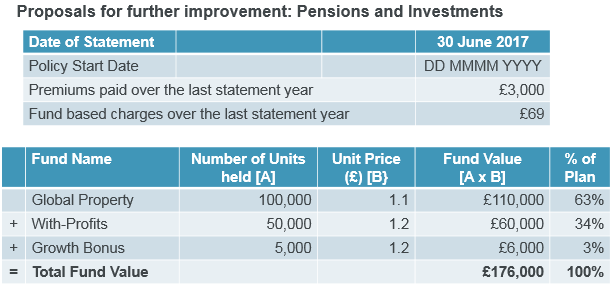 Proposals for further improvement: Pensions and Investments
Date of Statement 30 June 2017
Policy Start Date DD MMMM YYYY
Premiums paid over the last statement year £3,000
Fund based charges over the last statement year £69
Fund Name Number of Units held [A] Unit Price (£) [B} Fund Value [A x B] % of Plan
Global Property 100,000 1.1 £110,000 63%
+ With-Profits 50,000 1.2 £60,000 34%
+ Growth Bonus 5,000 1.2 £6,000 3%
= Total Fund Value £176,000 100%